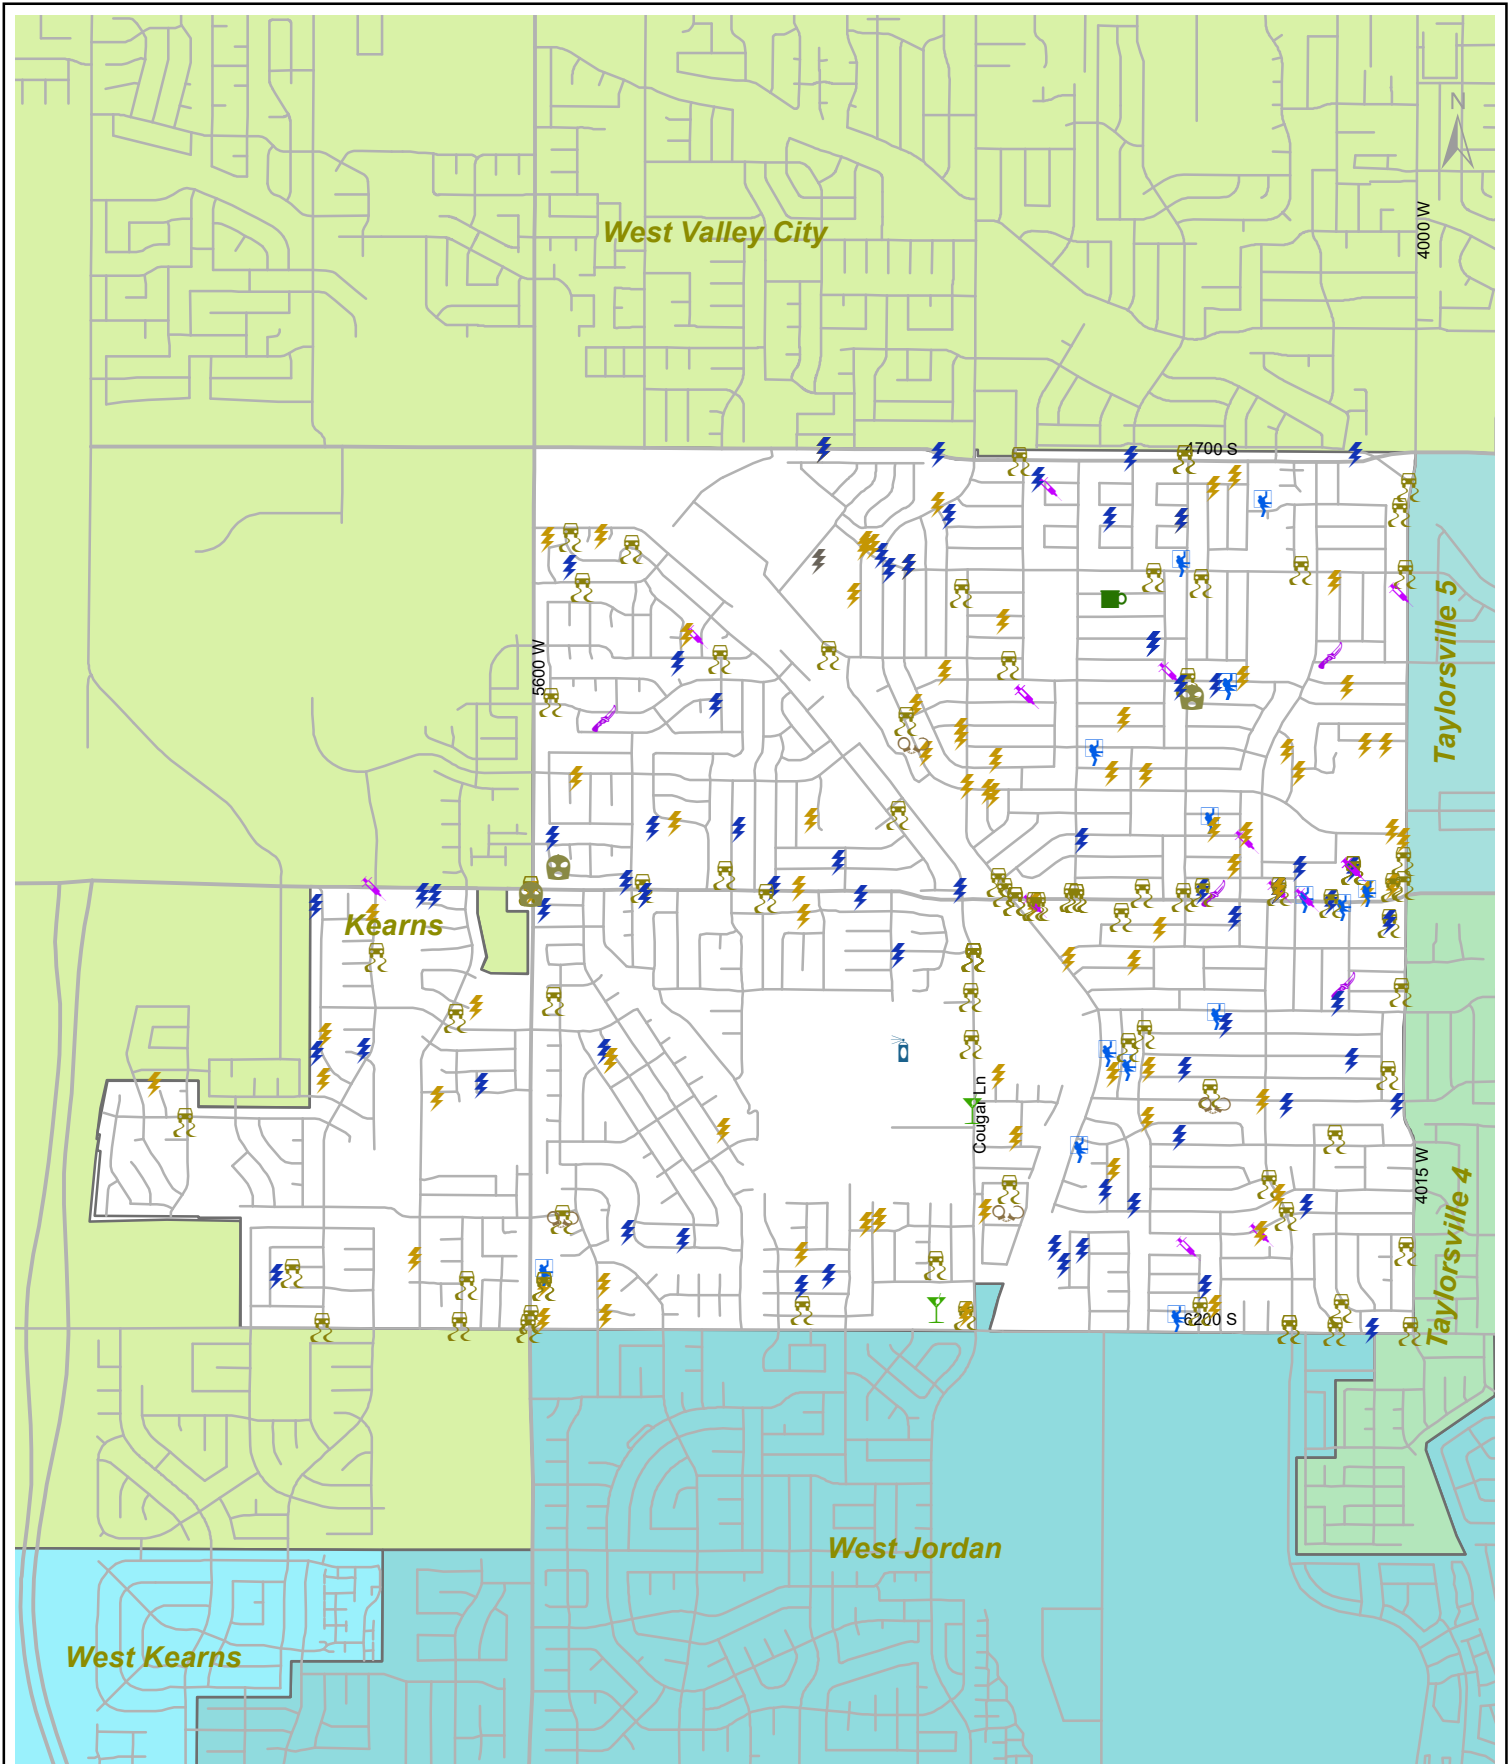 N
4000 W
West Valley City
4700 S
Taylorsville 5
5600 W
Kearns
Cougar Ln
4015 W
Taylorsville 4
6200 S
West Jordan
West Kearns